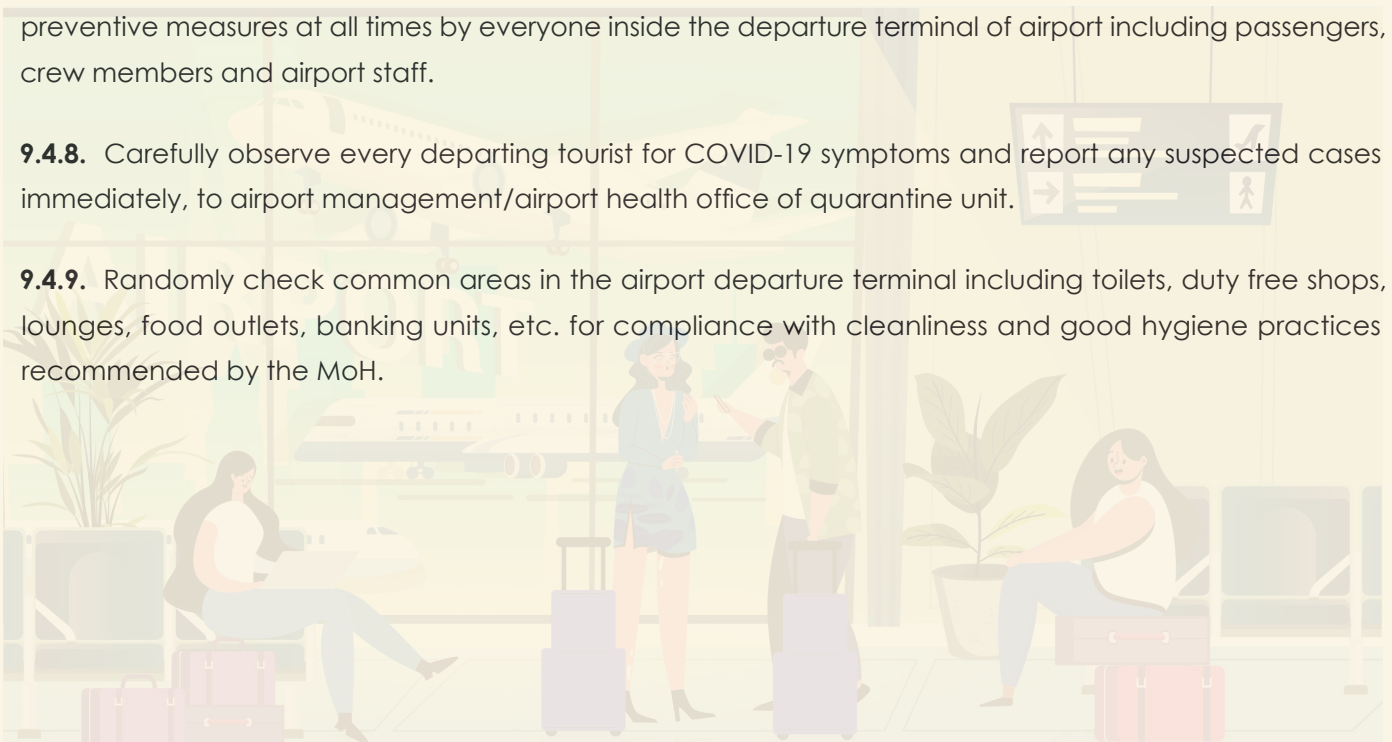 preventive measures at all times by everyone inside the departure terminal of airport including passengers,
crew members and airport staff.
9.4.8. Carefully observe every departing tourist for COVID-19 symptoms and report any suspected cases
immediately, to airport management/airport health office of quarantine unit.
9.4.9. Randomly check common areas in the airport departure terminal including toilets, duty free shops,
lounges, food outlets, banking units, etc. for compliance with cleanliness and good hygiene practices
recommended by the MoH.
AIRPORT